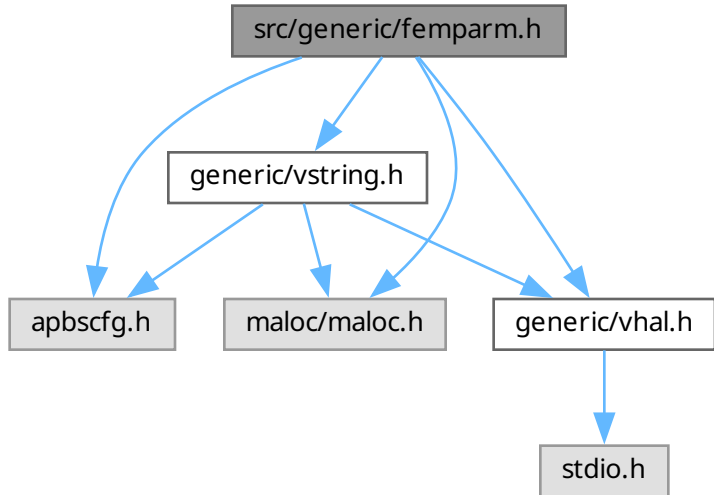 src/generic/femparm.h
generic/vstring.h
apbscfg.h
maloc/maloc.h
generic/vhal.h
stdio.h